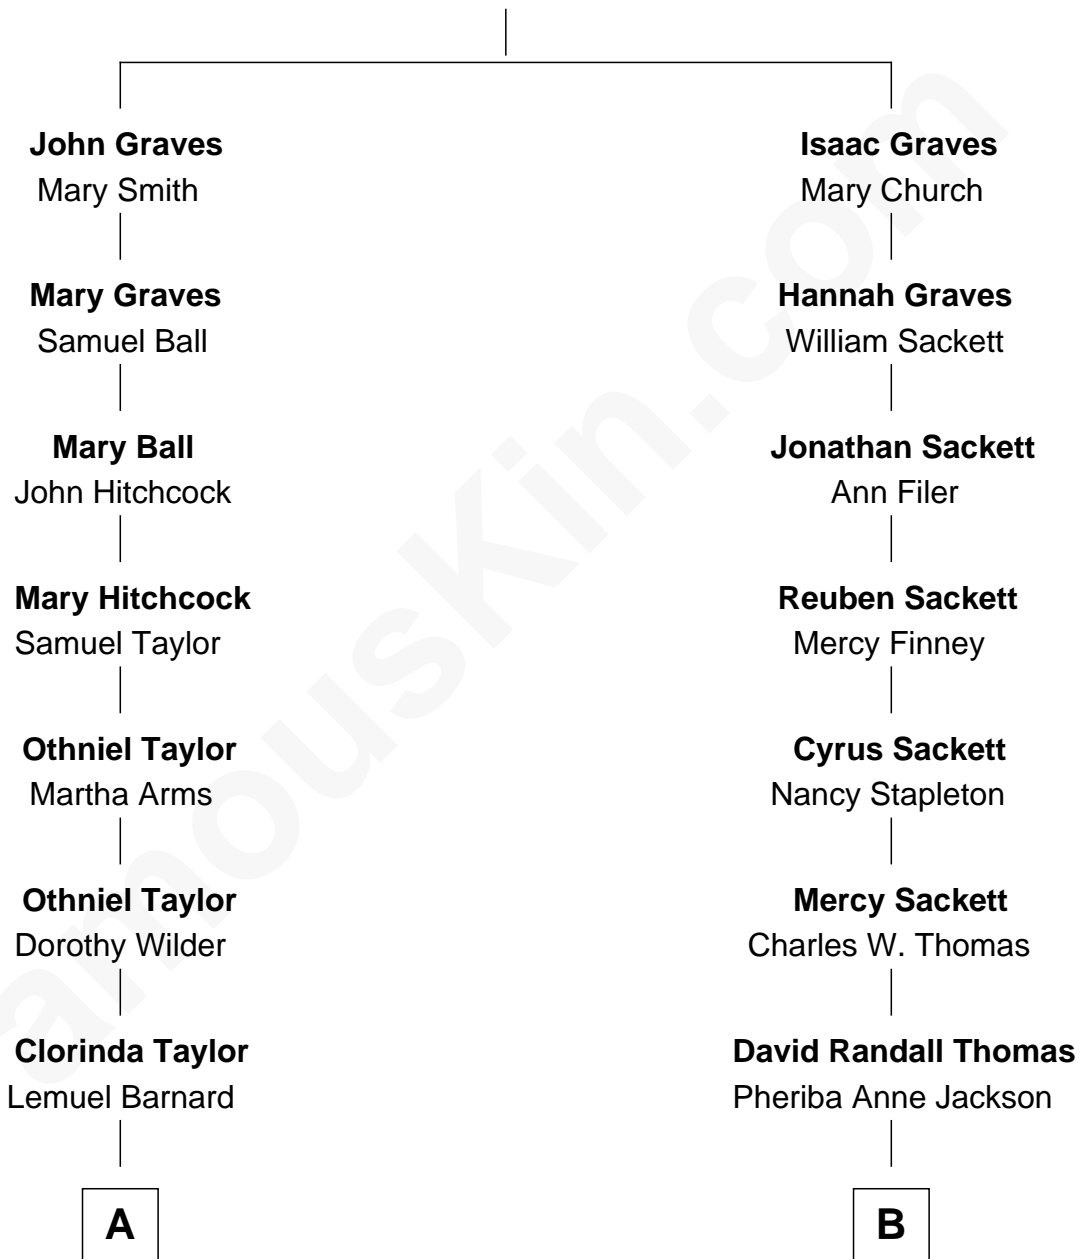 John Graves
Mary Smith
Isaac Graves
Mary Church
Mary Graves
Samuel Ball
Hannah Graves
William Sackett
Mary Ball
John Hitchcock
Jonathan Sackett
Ann Filer
Mary Hitchcock
Samuel Taylor
Reuben Sackett
Mercy Finney
Othniel Taylor
Martha Arms
Cyrus Sackett
Nancy Stapleton
Othniel Taylor
Dorothy Wilder
Mercy Sackett
Charles W. Thomas
Clorinda Taylor
Lemuel Barnard
David Randall Thomas
Pheriba Anne Jackson
A
B
amousKin.com